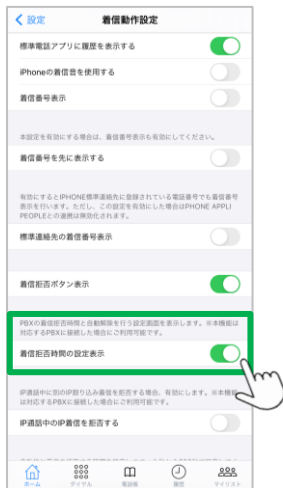 設定
着信動作設定
標準電話アプリに履歴を表示する
iPhoneの着信音を使用する
着信番号表示
本設定を有効にする場合は、着信番号表示も有効にしてください。
着信番号を先に表示する
有効にするとIPHONE標準連絡先に登録されている電話番号でも着信番号
表示を行います。ただし、この設定を有効にした場合はPHONE APPLI
PEOPLEとの連携は無効化されます。
標準連絡先の着信番号表示
着信拒否ボタン表示
PBXの着信拒否時間と自動解除を行う設定画面を表示します。※本機能は
対応するPBXに接続した場合にご利用可能です。
着信拒否時間の設定表示
IP通話中に別のIP割り込み着信を拒否する場合、有効にします。※本機能
は対応するPBXに接続した場合にご利用可能です。
IP通話中のIP着信を拒否する
ホーム
ダイヤル
電話帳
履歴
マイリスト